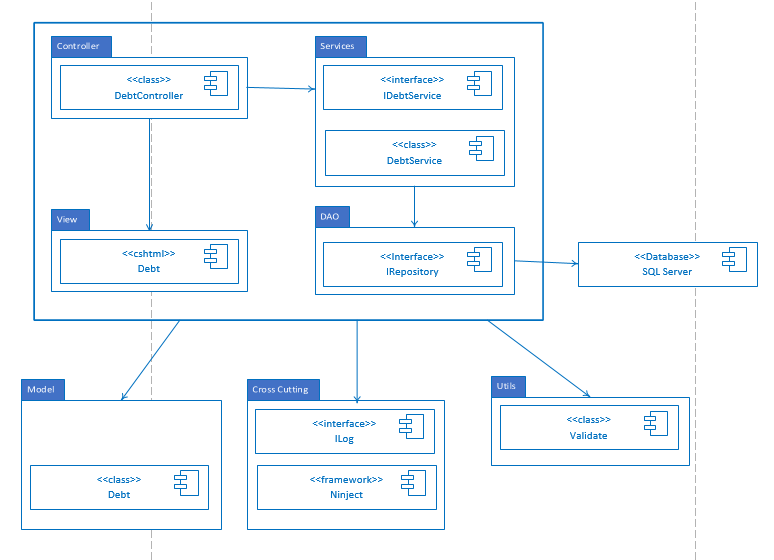 Controller
<<class>>
DebtController
Services
<<interface>>
IDebtService
<<class>>
DebtService
View
<<cshtml>>
Debt
DAO
<<Interface>>
IRepository
<<Database>>
SQL Server
Model
<<class>>
Debt
Cross Cutting
<<interface>>
ILog
<<framework>>
Ninject
Utils
<<class>>
Validate